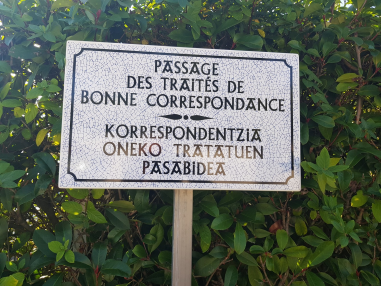 PASSAGE
DES TRAITÉS DE
BONNE CORRESPONDANCE
KORRESPONDENTZIA
ONEKO TRATATUEN
PASABIDEA